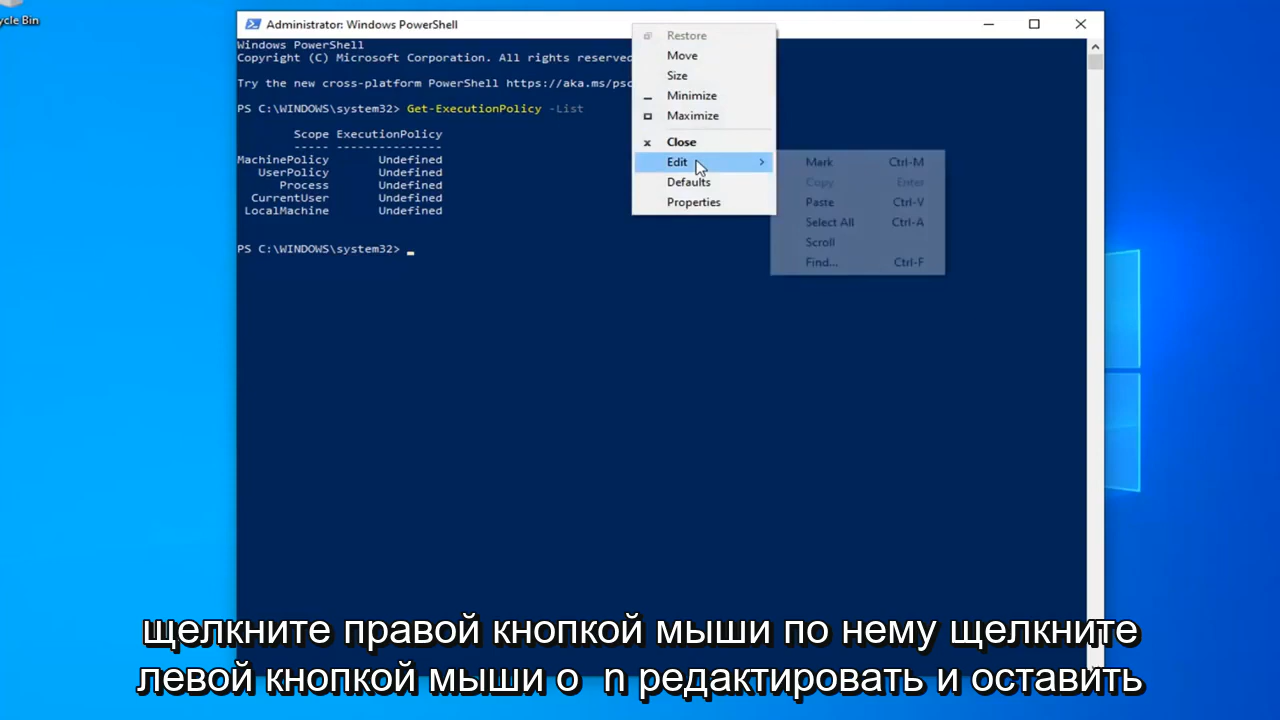 ycle Bin
Administrator: Windows PowerShell
Windows PowerShell
Copyright (C) Microsoft Corporation. All rights reserved
Try the new cross-platform PowerShell https://aka.ms/psc
PS C:\WINDOWS\system32> Get-ExecutionPolicy -List
Scope ExecutionPolicy
----- ---------------
MachinePolicy Undefined
UserPolicy Undefined
Process Undefined
CurrentUser Undefined
LocalMachine Undefined
PS C:\WINDOWS\system32>
Restore
Move
Size
Minimize
Maximize
Close
Edit
Defaults
Properties
Mark Ctrl-M
Copy Enter
Paste Ctrl-V
Select All Ctrl-A
Scroll
Find... Ctrl-F
щелкните правой кнопкой мыши по нему щелкните
левой кнопкой мыши о n редактировать и оставить